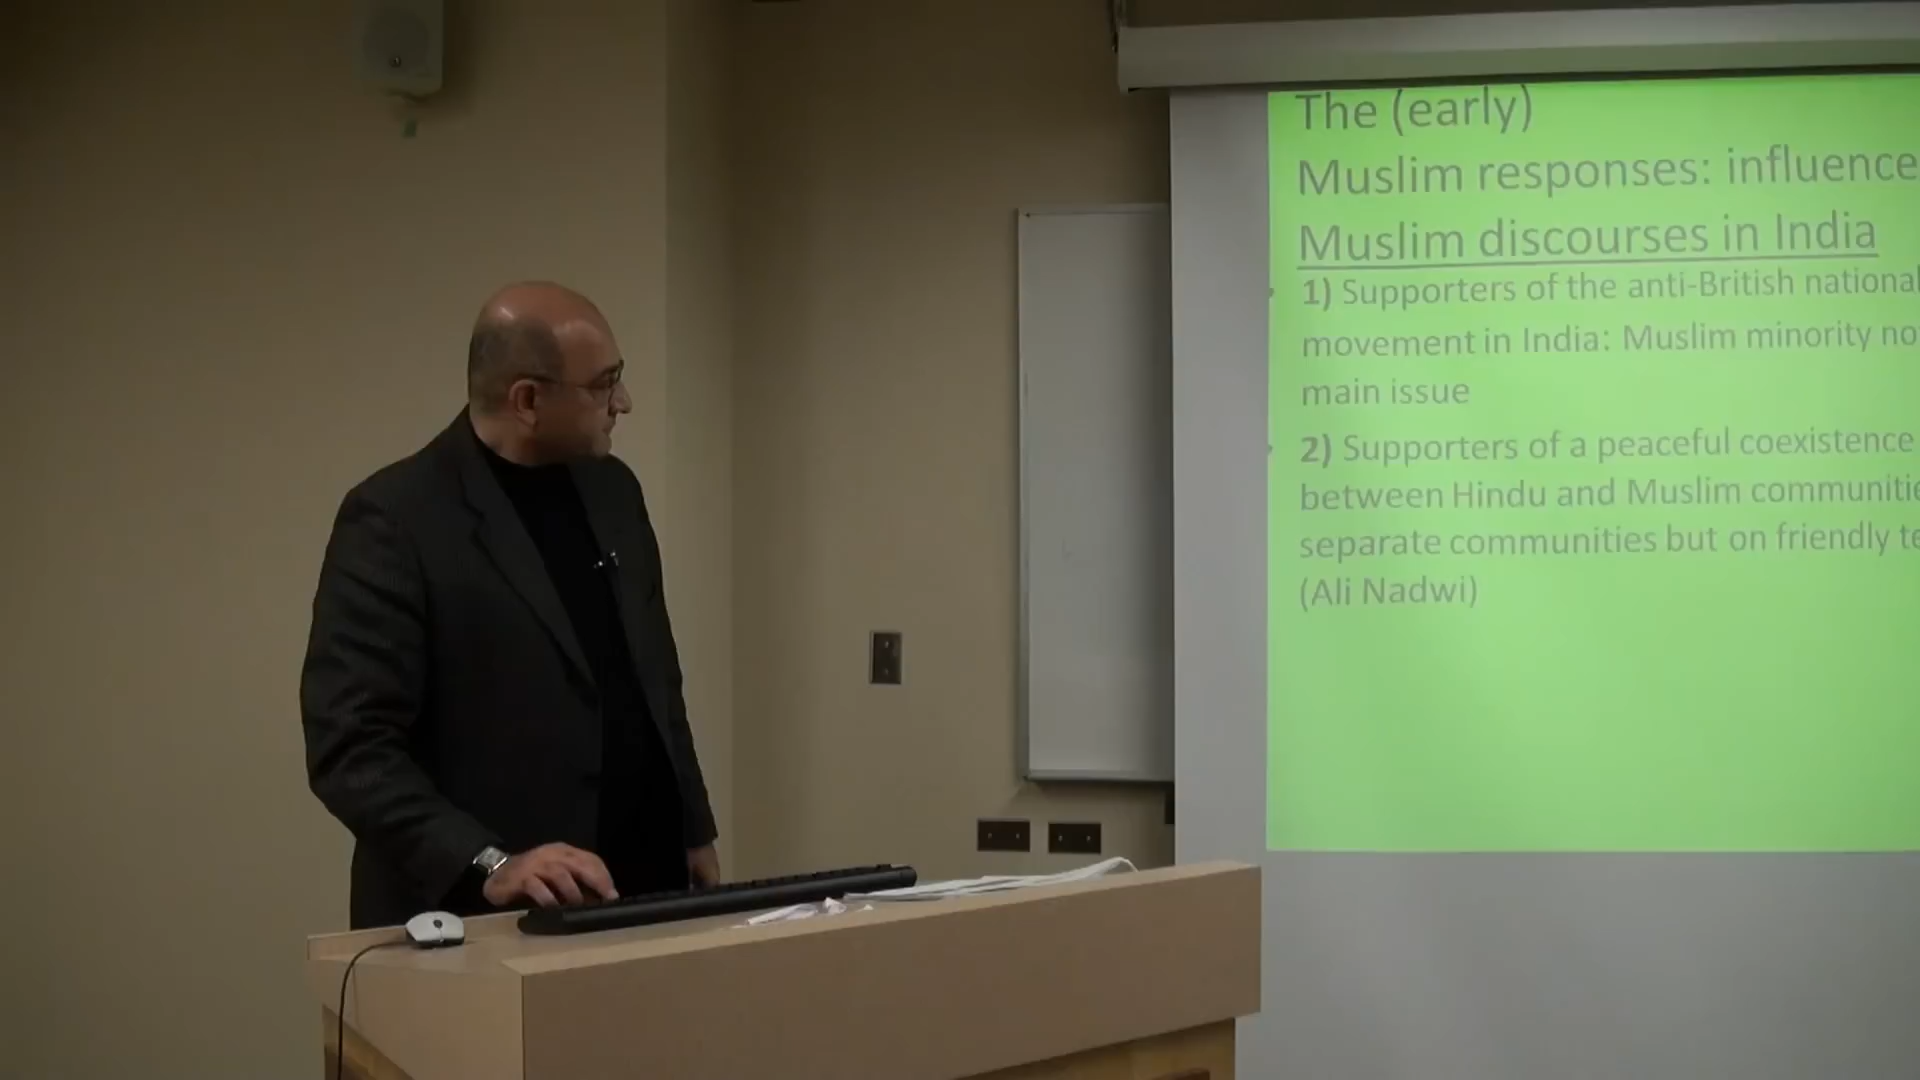 The (early)
Muslim responses: influence
Muslim discourses in India
1) Supporters of the anti-British national
movement in India: Muslim minority no
main issue
2) Supporters of a peaceful coexistence
between Hindu and Muslim communitie
separate communities but on friendly te
(Ali Nadwi)